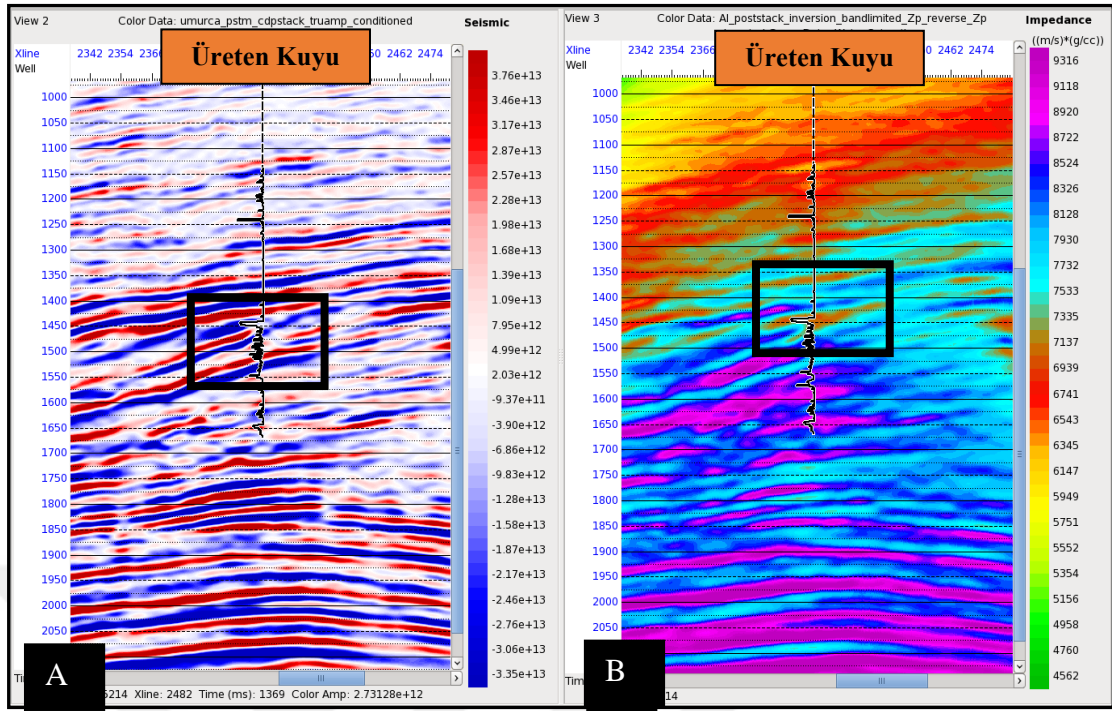 View 2
Color Data: umurca_pstm_cdpstack_truamp_conditioned
Seismic
Xline
2342 2354 2366
2450 2462 2474
Well
Üreten Kuyu
1000
1050
1100
1150
1200
1250
1300
1350
1400
1450
1500
1550
1600
1650
1700
1750
1800
1850
1900
1950
2000
2050
3.76e+13
3.46e+13
3.17e+13
2.87e+13
2.57e+13
2.28e+13
1.98e+13
1.68e+13
1.39e+13
1.09e+13
7.95e+12
4.99e+12
2.03e+12
-9.37e+11
-3.90e+12
-6.86e+12
-9.83e+12
-1.28e+13
-1.58e+13
-1.87e+13
-2.17e+13
-2.46e+13
-2.76e+13
-3.06e+13
-3.35e+13
A
5214 Xline: 2482 Time (ms): 1369 Color Amp: 2.73128e+12
View 3
Color Data: AI_poststack_inversion_bandlimited_Zp_reverse_Zp
Impedance
((m/s)*(g/cc))
Xline
2342 2354 2366
2462 2474
Well
Üreten Kuyu
1000
1050
1100
1150
1200
1250
1300
1350
1400
1450
1500
1550
1600
1650
1700
1750
1800
1850
1900
1950
2000
2050
9316
9118
8920
8722
8524
8326
8128
7930
7732
7533
7335
7137
6939
6741
6543
6345
6147
5949
5751
5552
5354
5156
4958
4760
4562
B
14